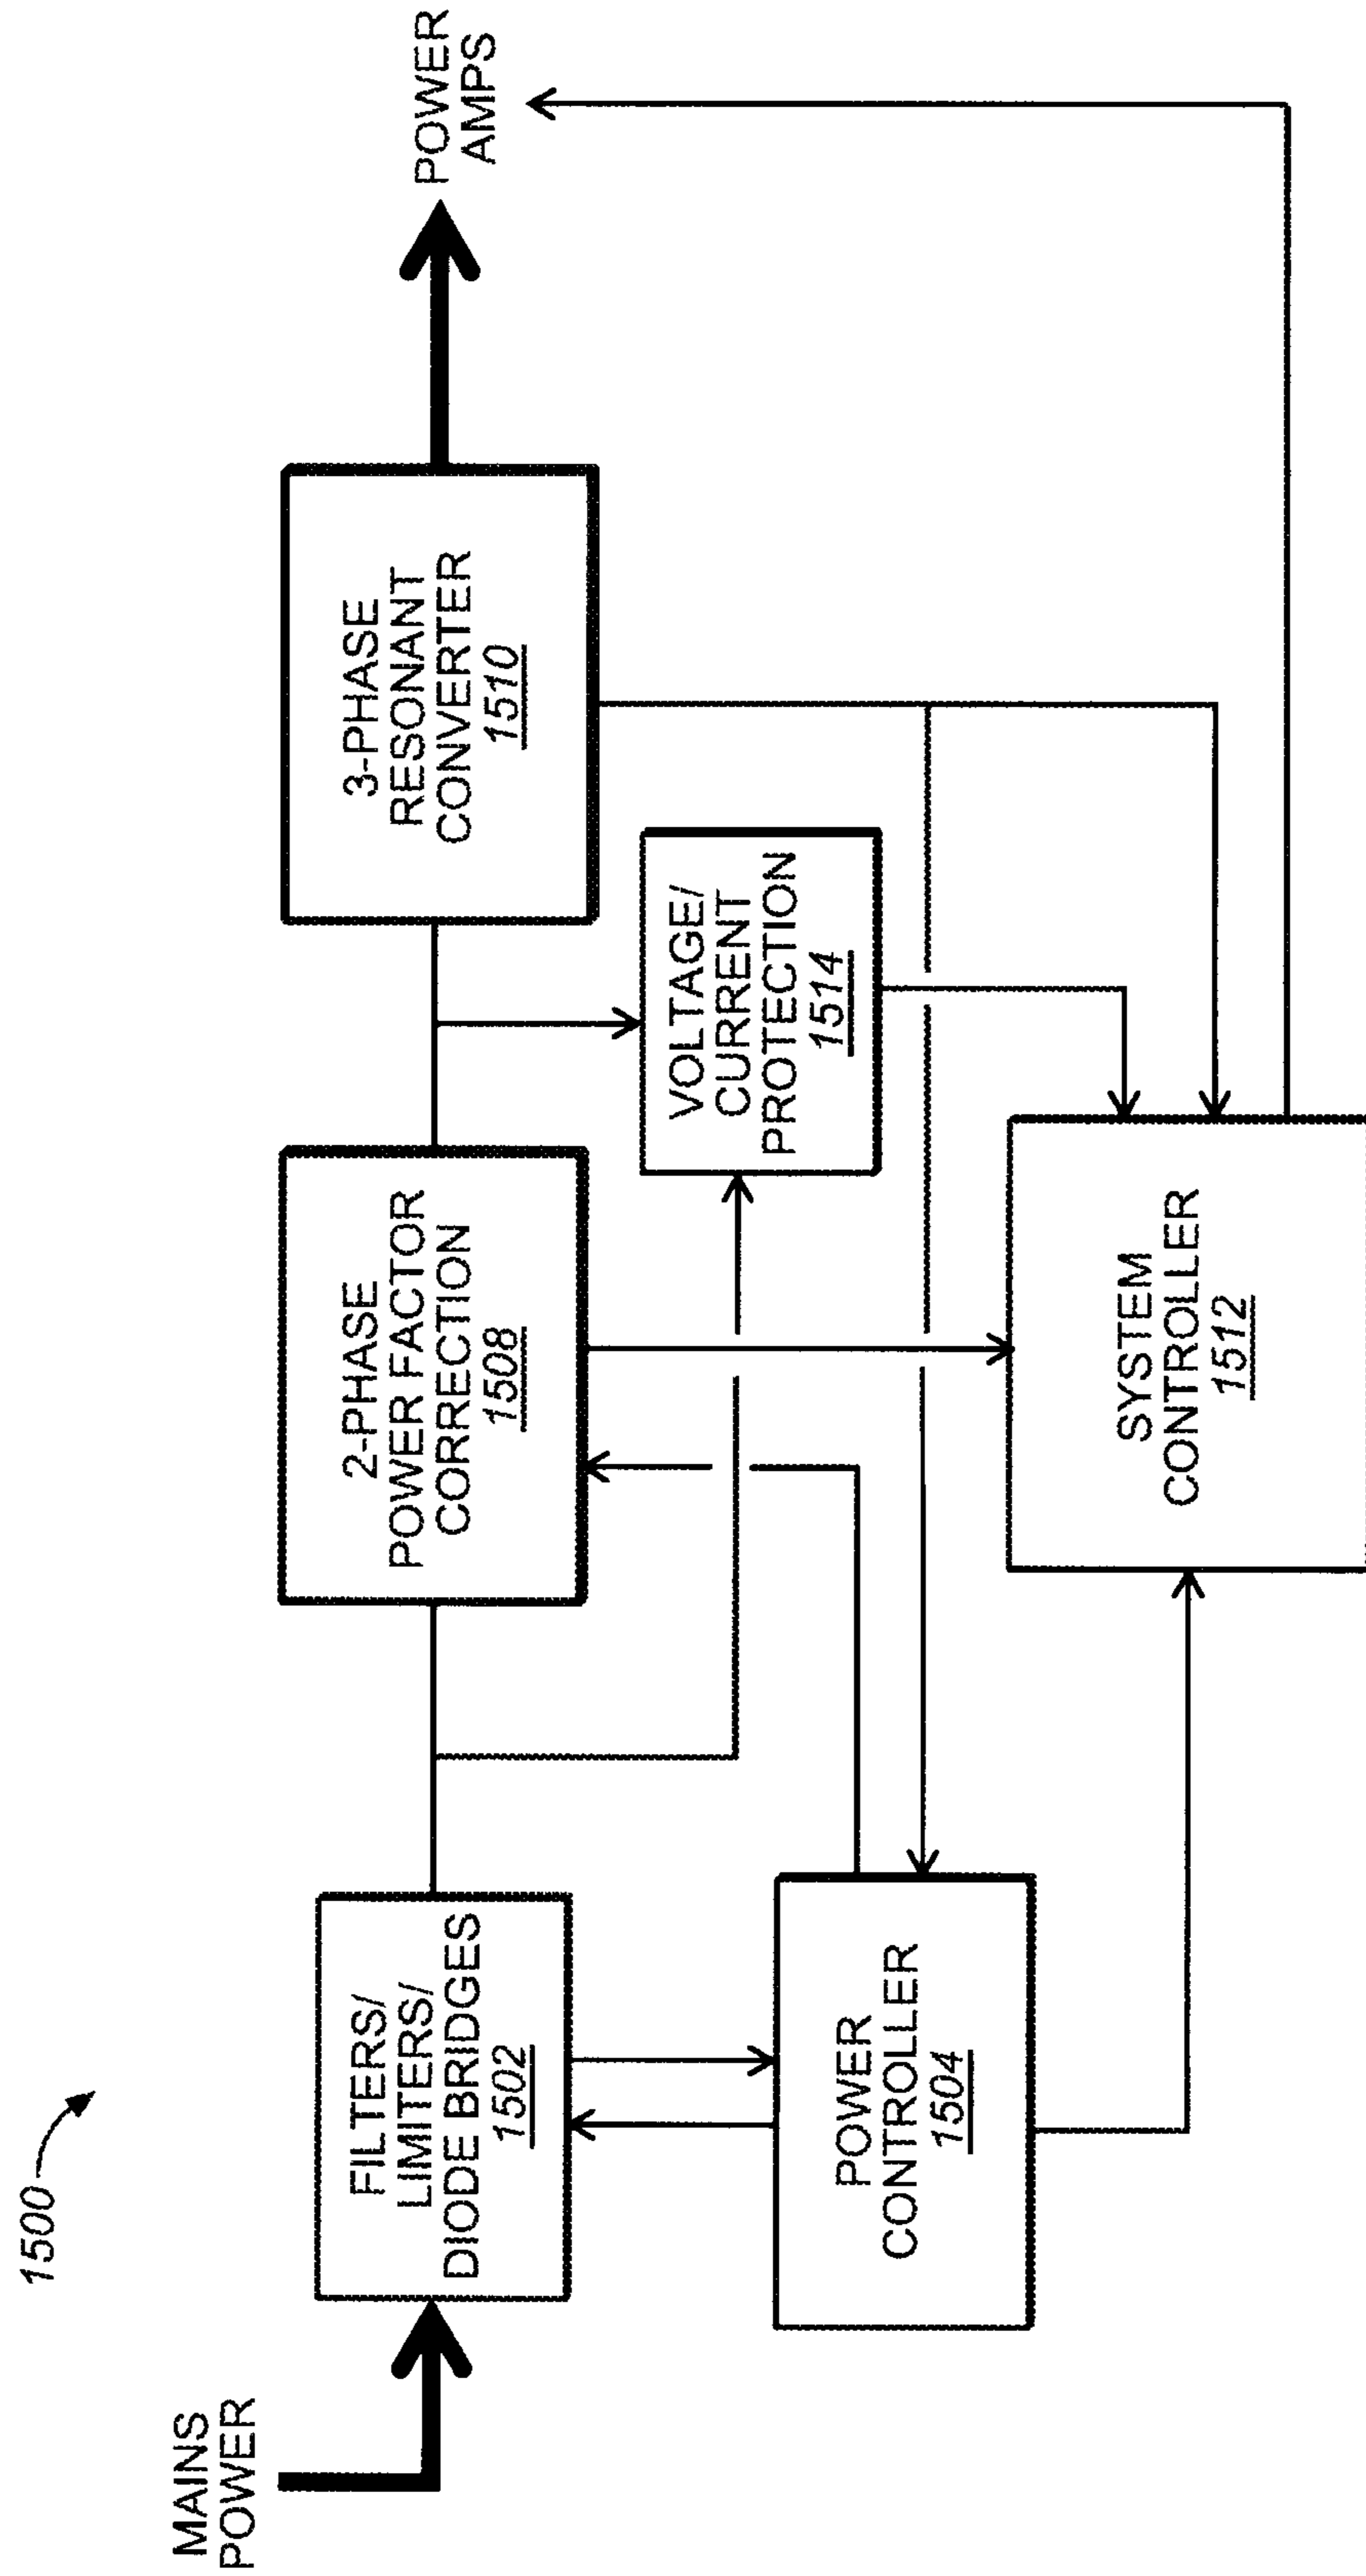 1500
MAINS
POWER
FILTERS/
LIMITERS/
DIODE BRIDGES
1502
2-PHASE
POWER FACTOR
CORRECTION
1508
3-PHASE
RESONANT
CONVERTER
1510
POWER
AMPS
VOLTAGE/
CURRENT
PROTECTION
1514
POWER
CONTROLLER
1504
SYSTEM
CONTROLLER
1512